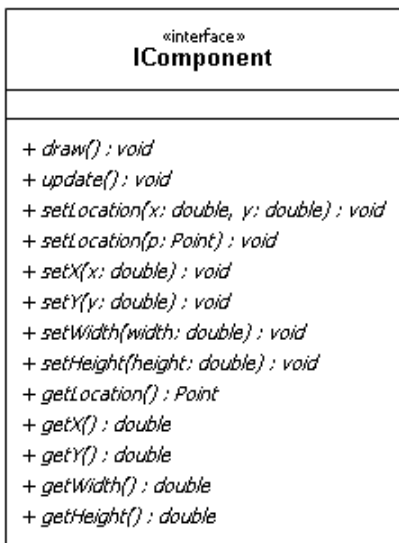 «interface»
IComponent
+ draw() : void
+ update() : void
+ setLocation(x: double, y: double) : void
+ setLocation(p: Point) : void
+ setX(x: double) : void
+ setY(y: double) : void
+ setWidth(width: double) : void
+ setHeight(height: double) : void
+ getLocation() : Point
+ getX() : double
+ getY() : double
+ getWidth() : double
+ getHeight() : double